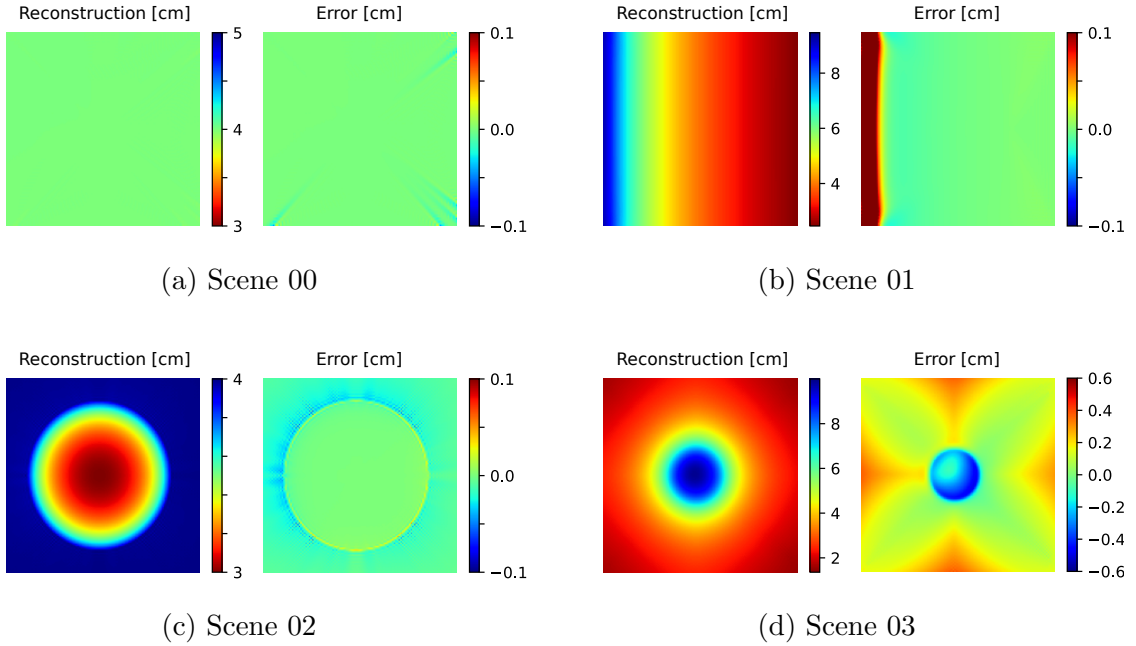 Reconstruction [cm]
Error [cm]
5
4
3
0.1
0.0
−0.1
(a) Scene 00
Reconstruction [cm]
Error [cm]
8
6
4
0.1
0.0
−0.1
(b) Scene 01
Reconstruction [cm]
Error [cm]
4
3
0.1
0.0
−0.1
(c) Scene 02
Reconstruction [cm]
Error [cm]
8
6
4
2
0.6
0.4
0.2
0.0
−0.2
−0.4
−0.6
(d) Scene 03